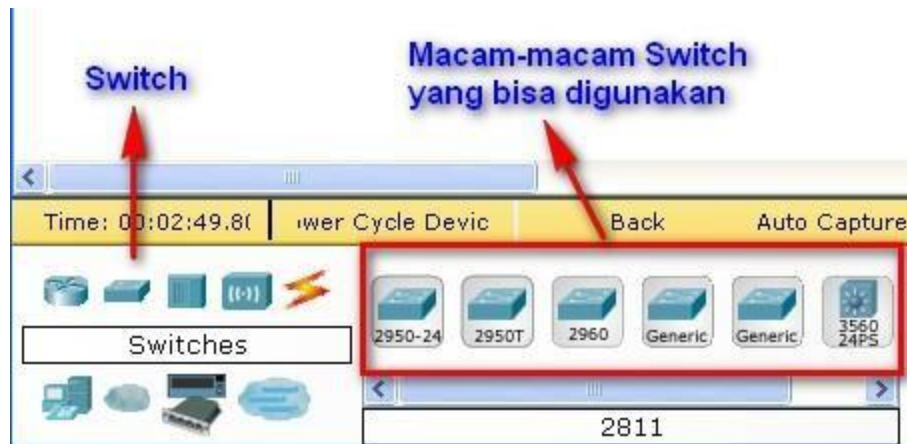 Switch
Macam-macam Switch
yang bisa digunakan
Time: 00:02:49.8(
wer Cycle Devic
Back
Auto Capture
2950-24
2950T
2960
Generic
Generic
3560
24PS
Switches
2811